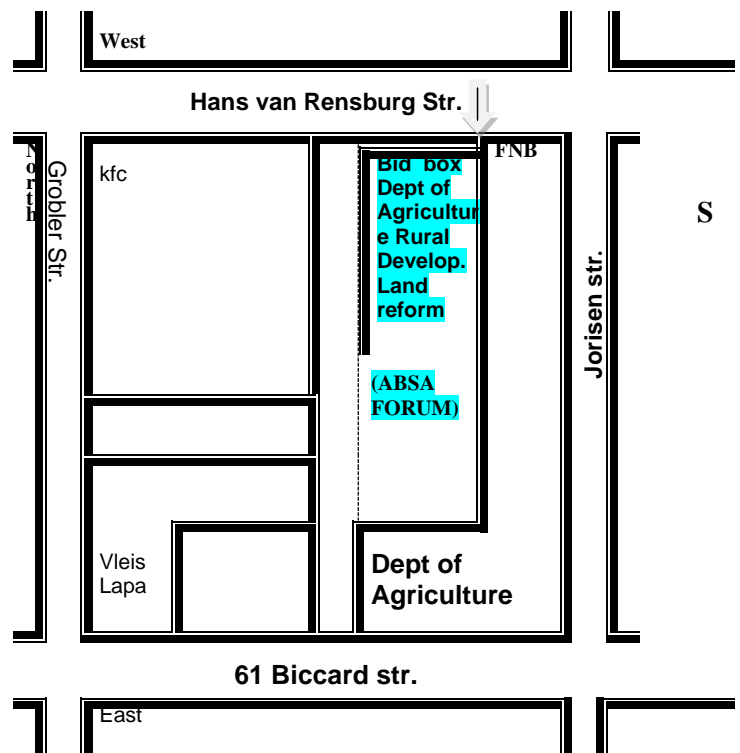 West
Hans van Rensburg Str.
North
Grobler Str.
kfc
FNB
Bid box
Dept of
Agricultur
e Rural
Develop.
Land
reform
S
Jorisen str.
(ABSA
FORUM)
Vleis
Lapa
Dept of
Agriculture
61 Biccard str.
East